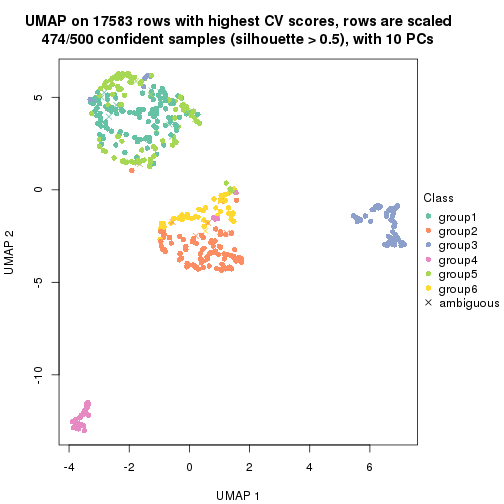 UMAP on 17583 rows with highest CV scores, rows are scaled
474/500 confident samples (silhouette > 0.5), with 10 PCs
5
0
-5
-10
UMAP 2
-4
-2
0
2
4
6
UMAP 1
Class
group1
group2
group3
group4
group5
group6
ambiguous